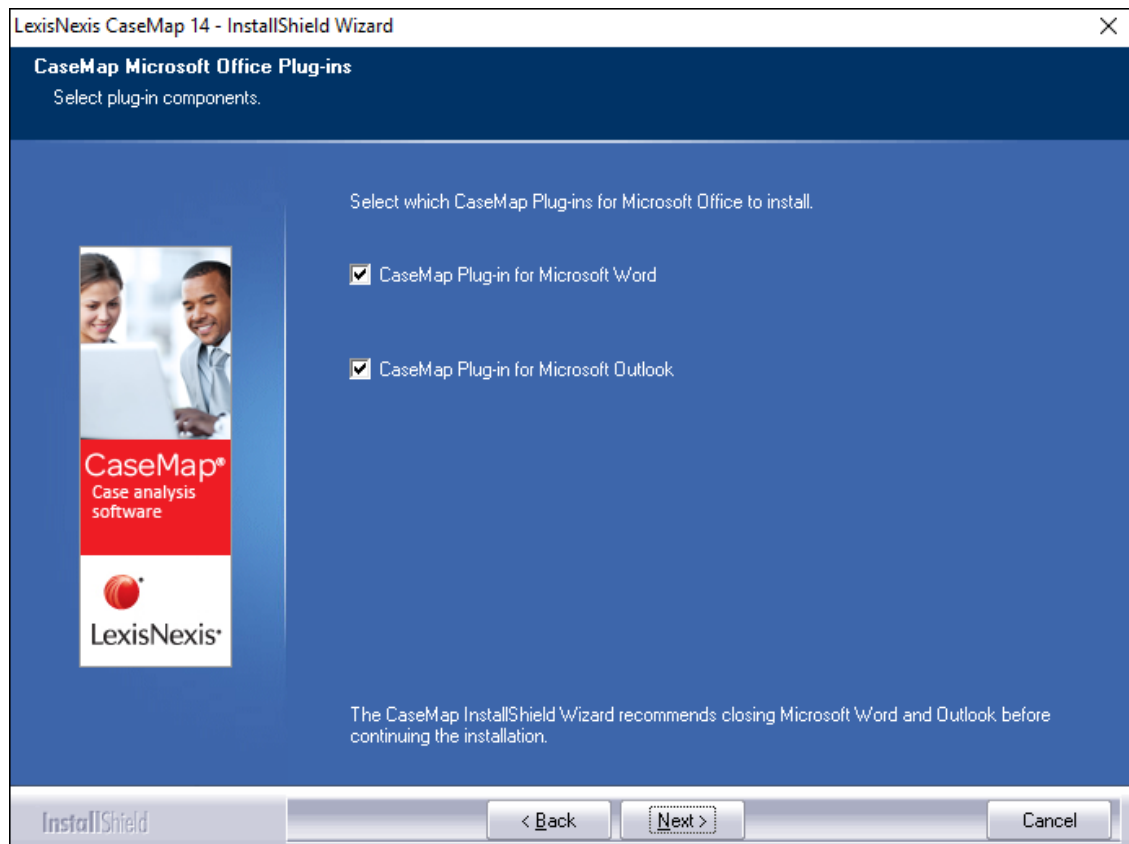 LexisNexis CaseMap 14 - InstallShield Wizard
CaseMap Microsoft Office Plug-ins
Select plug-in components.
Select which CaseMap Plug-ins for Microsoft Office to install.
CaseMap Plug-in for Microsoft Word
CaseMap Plug-in for Microsoft Outlook
CaseMap®
Case analysis
software
LexisNexis®
The CaseMap InstallShield Wizard recommends closing Microsoft Word and Outlook before
continuing the installation.
InstallShield
< Back
Next >
Cancel